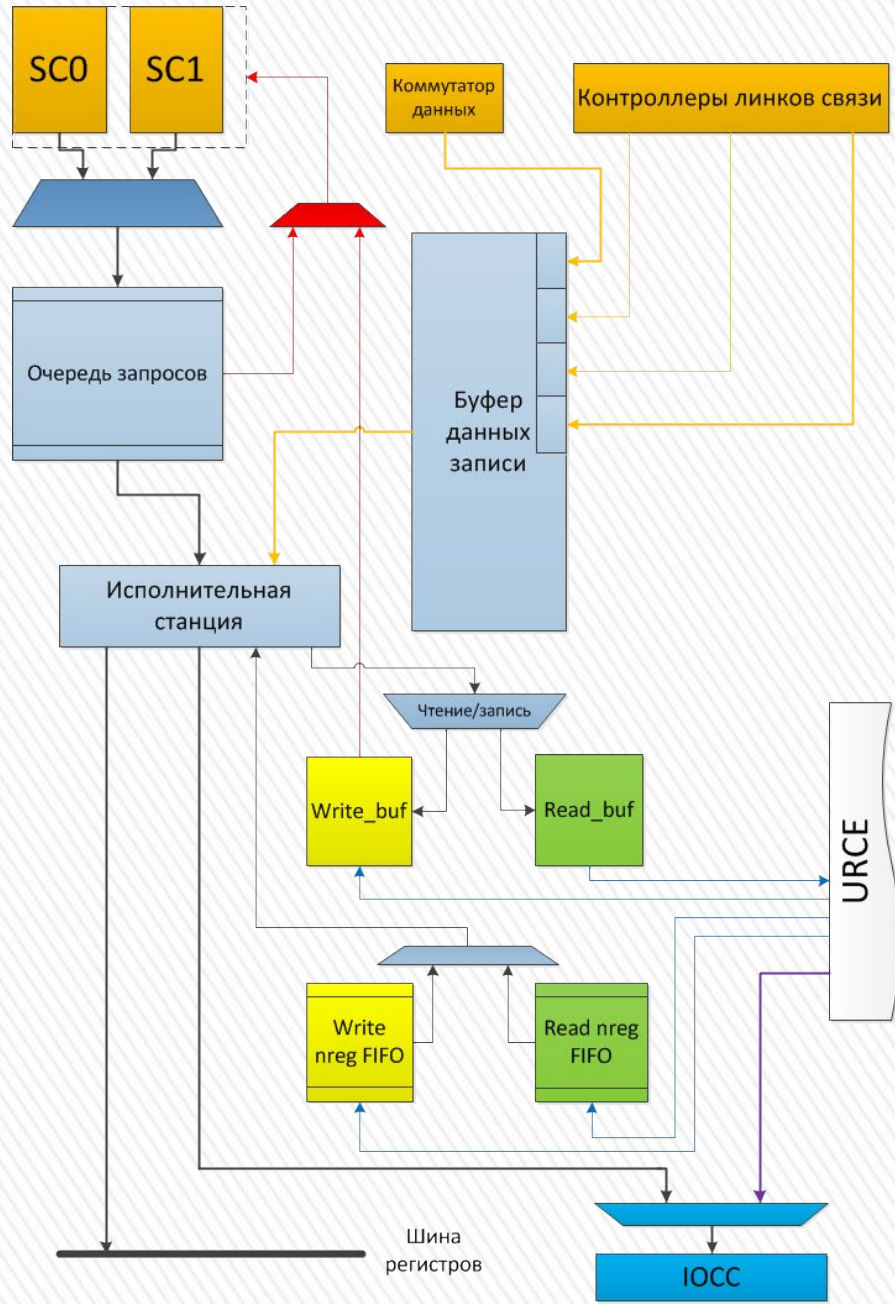 SC0
SC1
Коммутатор
данных
Контроллеры линков связи
Очередь запросов
Буфер
данных
записи
Исполнительная
станция
Чтение/запись
Write_buf
Read_buf
URCE
Write
nreg FIFO
Read nreg
FIFO
Шина
регистров
IOCC